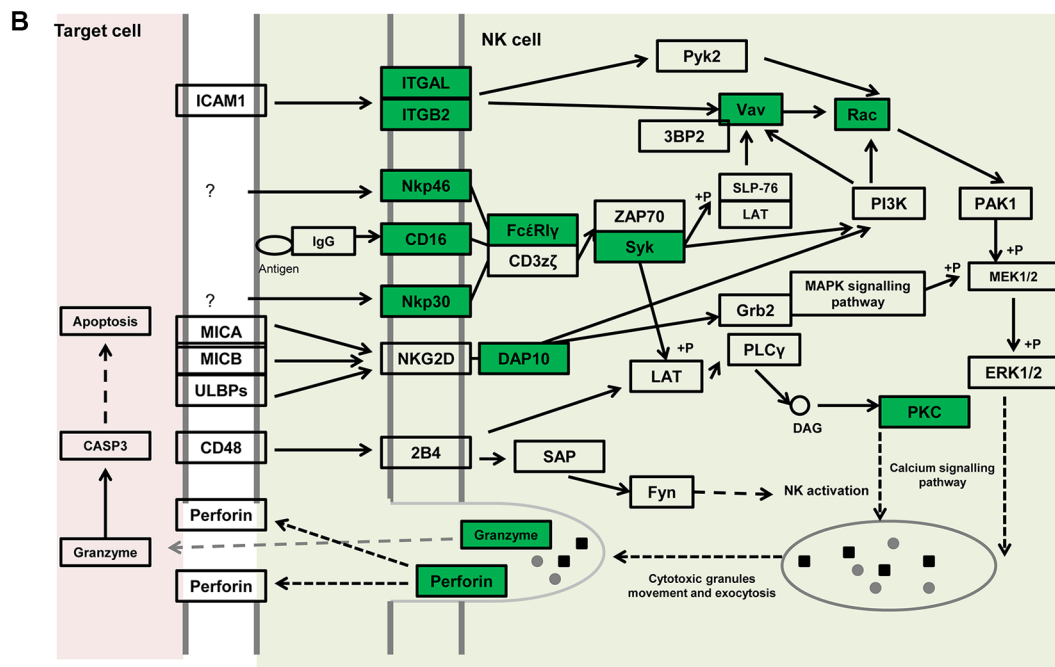 B
Target cell
NK cell
Pyk2
ITGAL
ICAM1
ITGB2
Vav
Rac
3BP2
?
Nkp46
+P
SLP-76
LAT
PI3K
PAK1
FcέRIγ
ZAP70
IgG
CD16
Syk
CD3zζ
Antigen
+P
MEK1/2
+P
?
Nkp30
MAPK signalling
pathway
Grb2
Apoptosis
MICA
MICB
ULBPs
NKG2D
DAP10
+P
PLCγ
+P
ERK1/2
LAT
DAG
PKC
CASP3
CD48
2B4
SAP
Calcium signalling
pathway
Fyn
NK activation
Perforin
Granzyme
Granzyme
Perforin
Perforin
Cytotoxic granules
movement and exocytosis